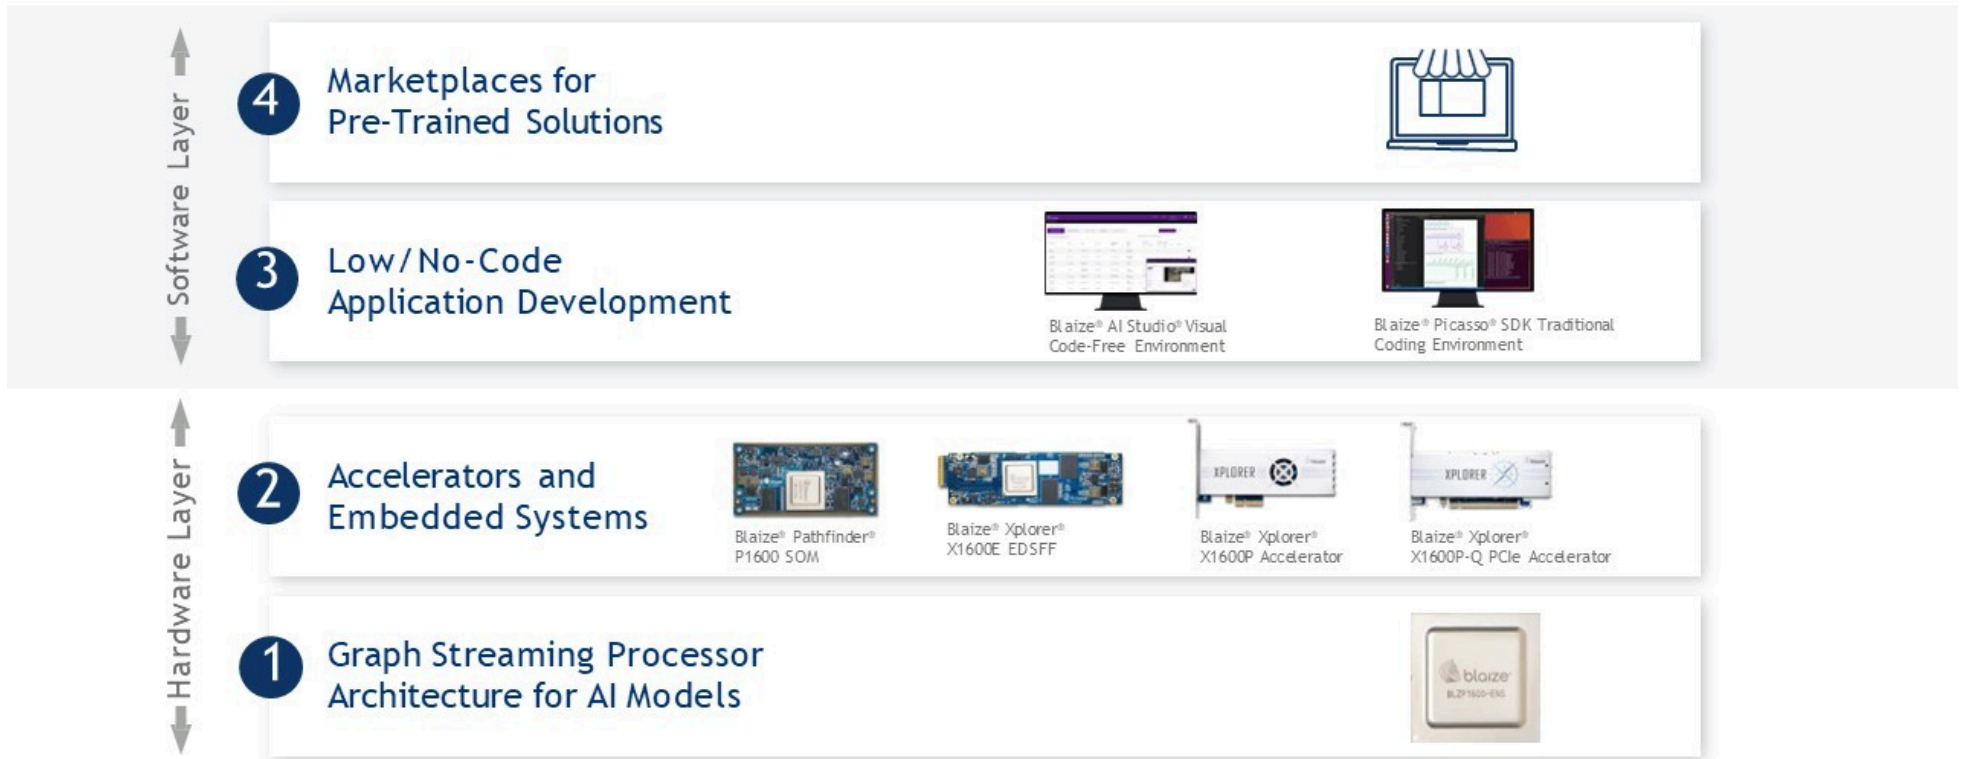 Software Layer
4
Marketplaces for
Pre-Trained Solutions
3
Low/No-Code
Application Development
Blaize® AI Studio® Visual
Code-Free Environment
Blaize® Picasso® SDK Traditional
Coding Environment
Hardware Layer
2
Accelerators and
Embedded Systems
Blaize® Pathfinder®
P1600 SOM
Blaize® Xplorer®
X1600E EDSFF
XPLORER
Blaize® Xplorer®
X1600P Accelerator
XPLORER
Blaize® Xplorer®
X1600P-Q PCIe Accelerator
1
Graph Streaming Processor
Architecture for AI Models
blaize
BLZP1600-ENS